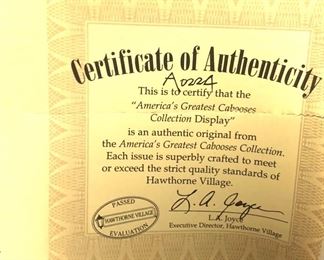 Certificate of Authenticity
A0224
This is to certify that the
"America's Greatest Cabooses
Collection Display"
is an authentic original from
the America's Greatest Cabooses Collection.
Each issue is superbly crafted to meet
or exceed the strict quality standards of
Hawthorne Village.
L. A. Joyce
L.A. Joyce
Executive Director, Hawthorne Village
PASSED
HAWTHORNE VILLAGE
EVALUATION